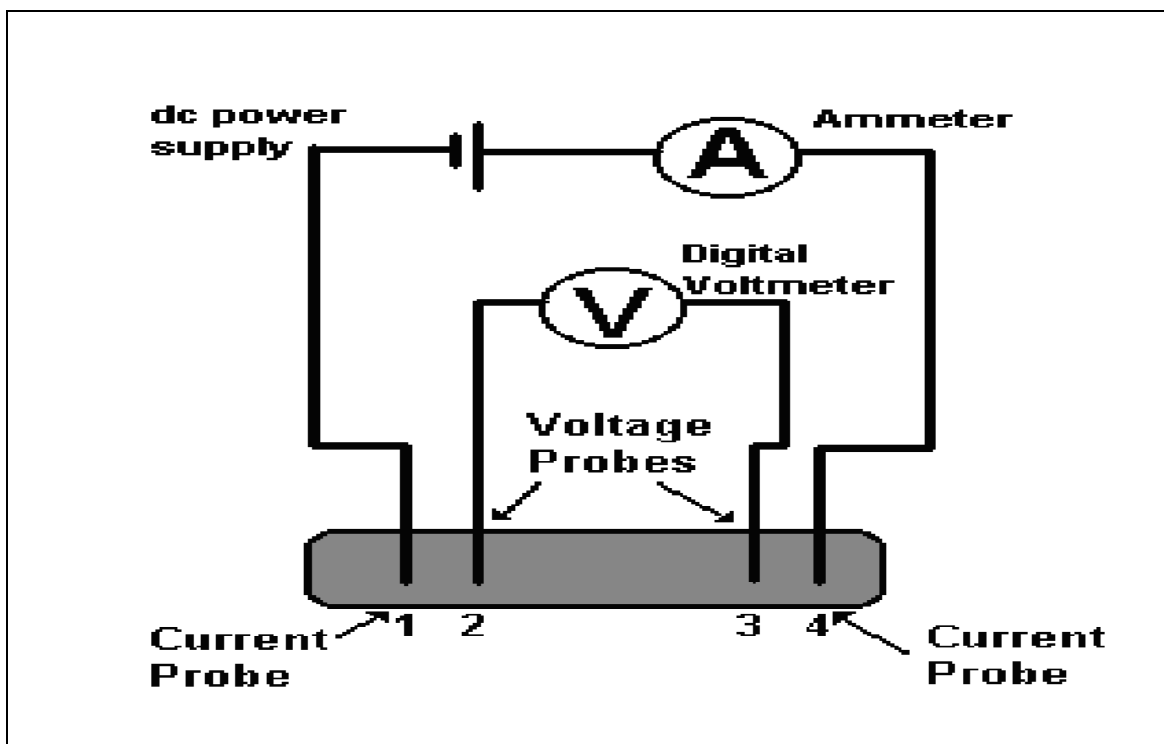 dc power
supply
A
Ammeter
Digital
Voltmeter
V
Voltage
Probes
1 2 3 4
Current
Probe
Current
Probe